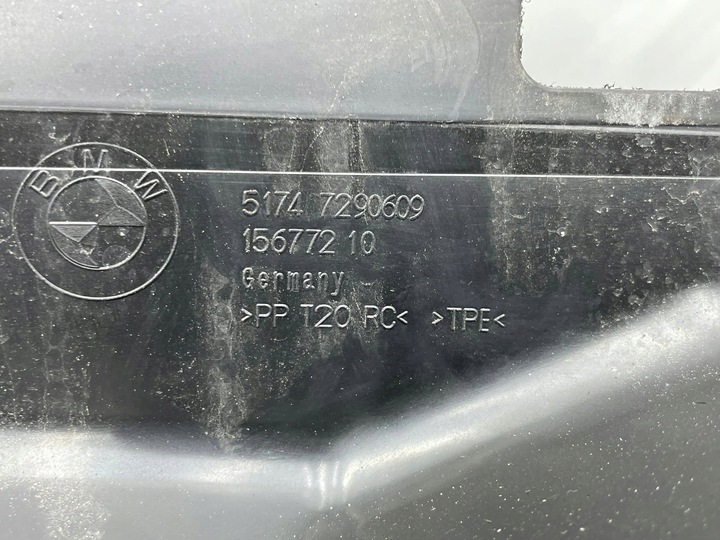 BMW
5174 7290609
156772 10
Germany
>PP T20 RC< >TPE<